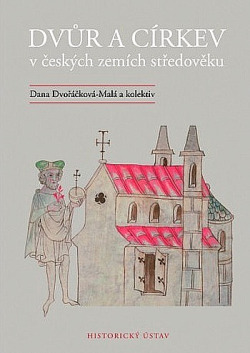 DVŮR A CÍRKEV
v českých zemích středověku
Dana Dvořáčková-Malá a kolektiv
HISTORICKÝ ÚSTAV